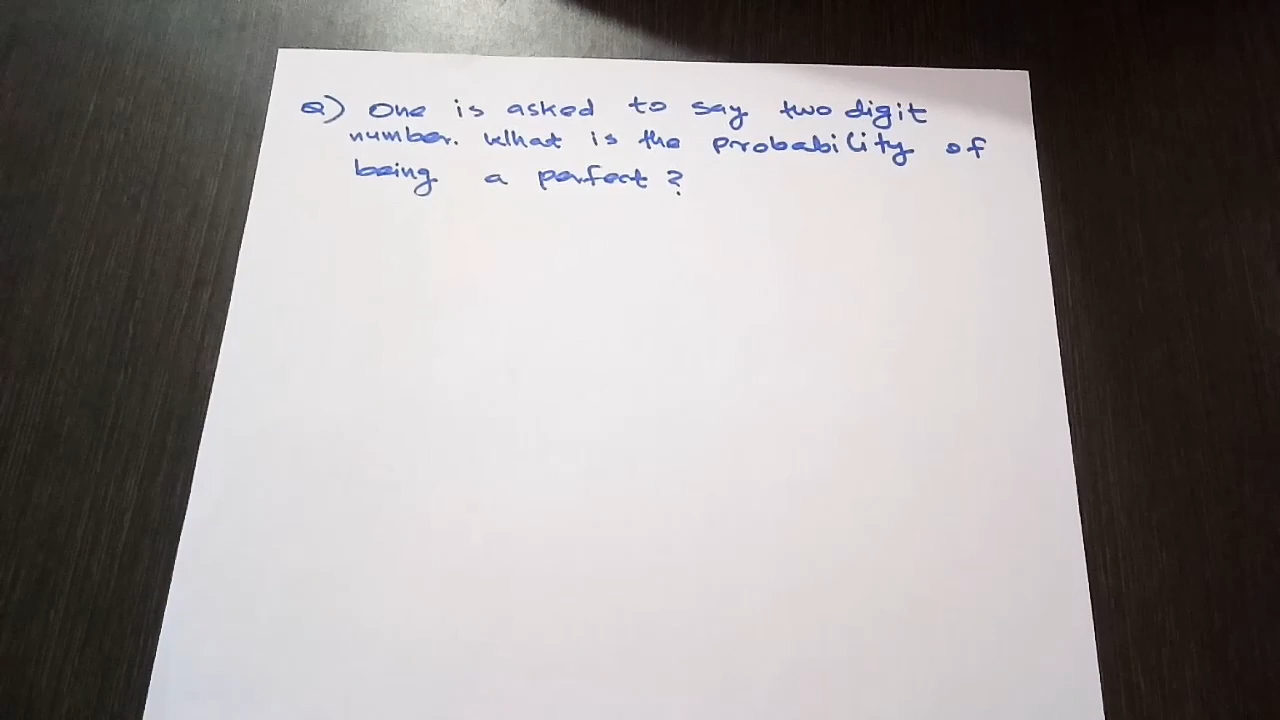 Q) One is asked to say two digit
number. What is the probability of
being a perfect?